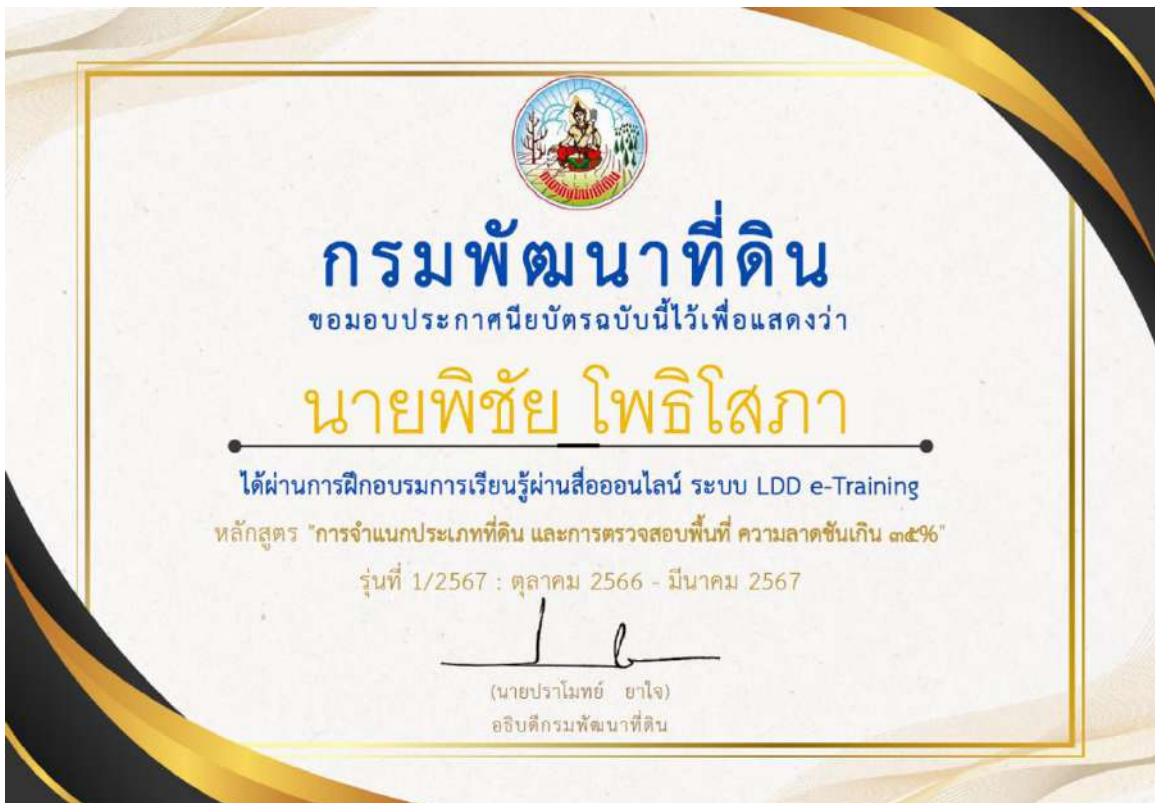 กรมพัฒนาที่ดิน
กรมพัฒนาที่ดิน
ขอมอบประกาศนียบัตรฉบับนี้ไว้เพื่อแสดงว่า
นายพิชัย โพธิโสภา
ได้ผ่านการฝึกอบรมการเรียนรู้ผ่านสื่อออนไลน์ ระบบ LDD e-Training
หลักสูตร "การจำแนกประเภทที่ดิน และการตรวจสอบพื้นที่ ความลาดชันเกิน ๓๕%"
รุ่นที่ 1/2567 : ตุลาคม 2566 - มีนาคม 2567
(นายปราโมทย์ ยาใจ)
อธิบดีกรมพัฒนาที่ดิน